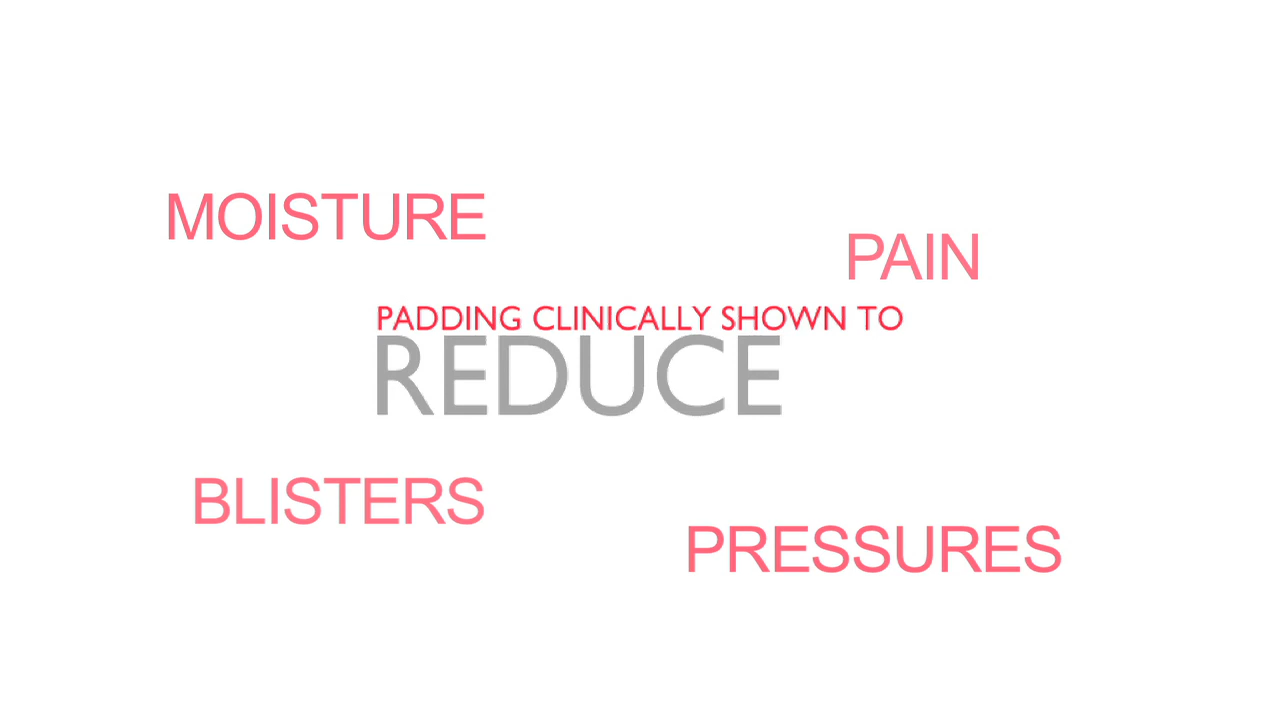 MOISTURE
PAIN
PADDING CLINICALLY SHOWN TO
REDUCE
BLISTERS
PRESSURES